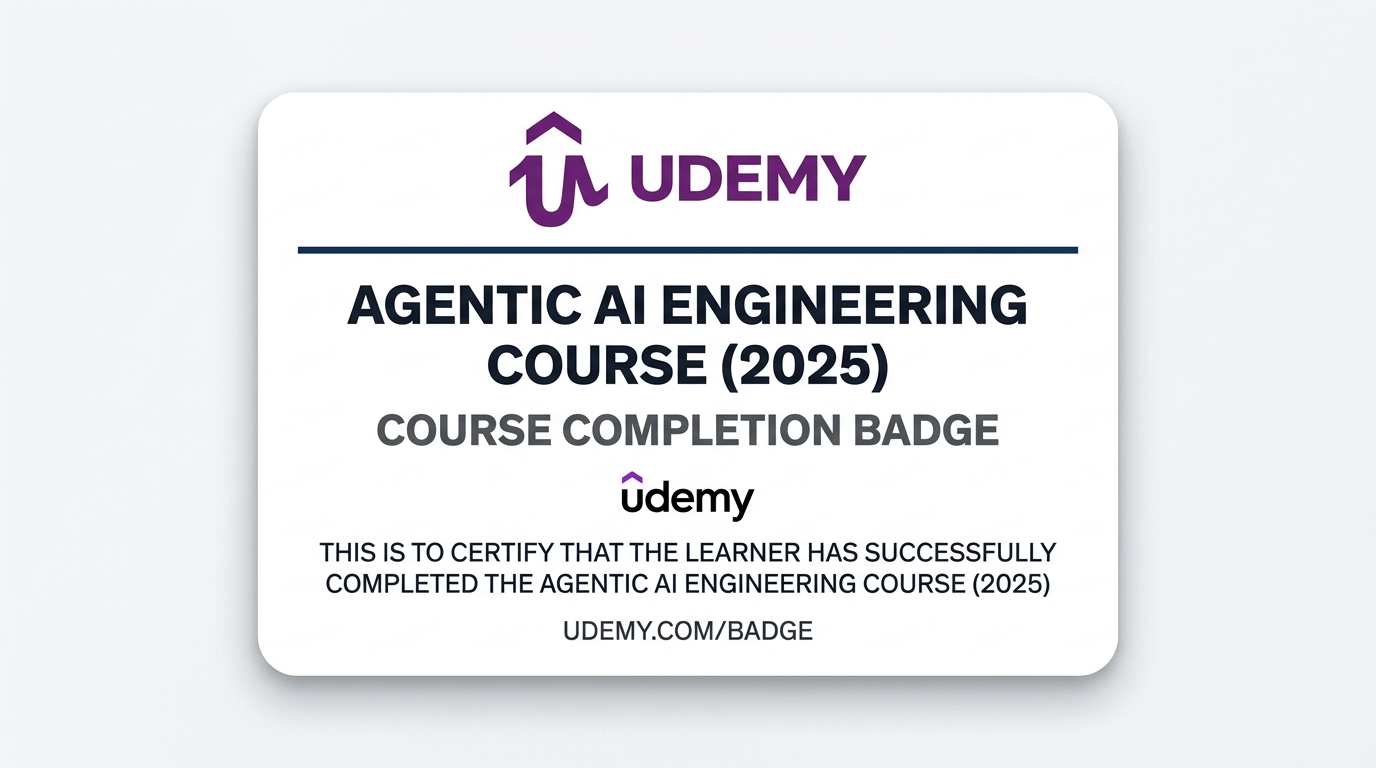 UDEMY
AGENTIC AI ENGINEERING
COURSE (2025)
COURSE COMPLETION BADGE
udemy
THIS IS TO CERTIFY THAT THE LEARNER HAS SUCCESSFULLY
COMPLETED THE AGENTIC AI ENGINEERING COURSE (2025)
UDEMY.COM/BADGE